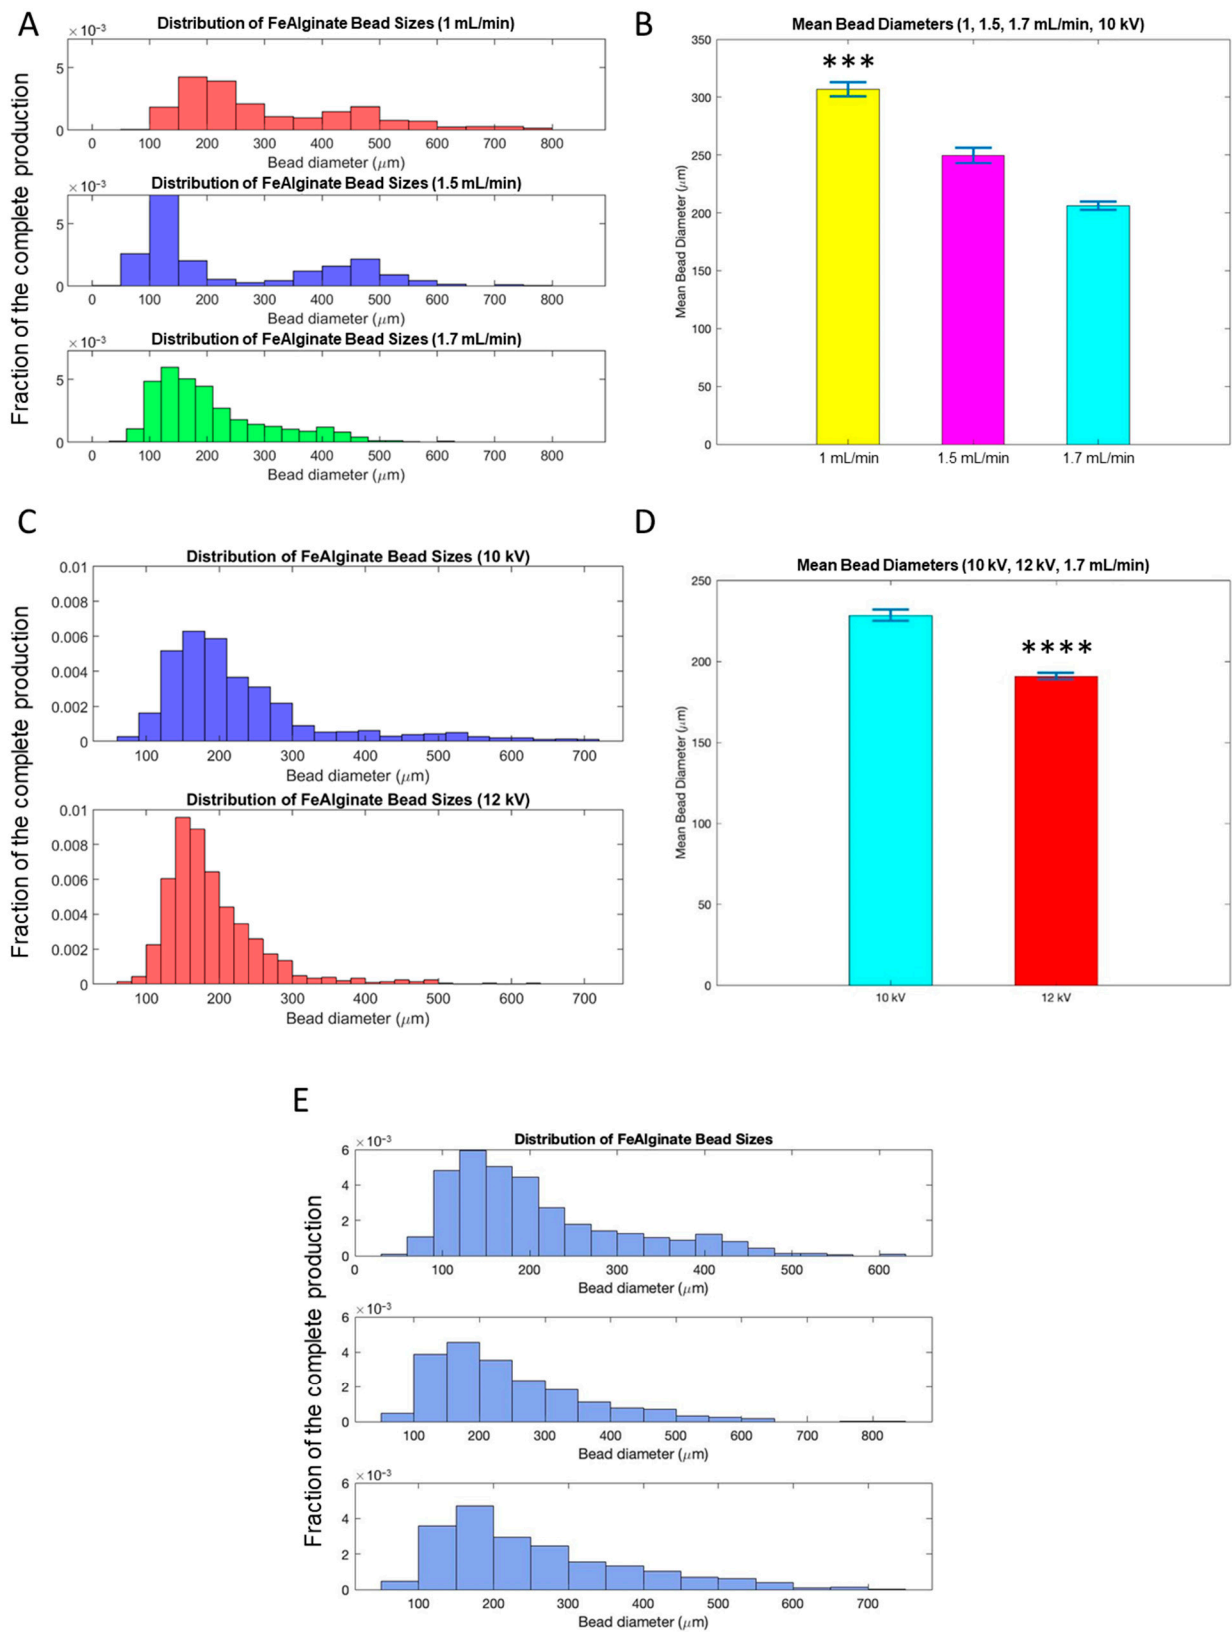 A
Distribution of FeAlginate Bead Sizes (1 mL/min)
×10⁻³
5
0
0 100 200 300 400 500 600 700 800
Bead diameter (μm)
Distribution of FeAlginate Bead Sizes (1.5 mL/min)
×10⁻³
5
0
0 100 200 300 400 500 600 700 800
Bead diameter (μm)
Distribution of FeAlginate Bead Sizes (1.7 mL/min)
×10⁻³
5
0
0 100 200 300 400 500 600 700 800
Bead diameter (μm)
Fraction of the complete production
B
Mean Bead Diameters (1, 1.5, 1.7 mL/min, 10 kV)
350
300
250
200
150
100
50
0
Mean Bead Diameter (μm)
***
1 mL/min 1.5 mL/min 1.7 mL/min
C
Distribution of FeAlginate Bead Sizes (10 kV)
0.01
0.008
0.006
0.004
0.002
0
100 200 300 400 500 600 700
Bead diameter (μm)
Distribution of FeAlginate Bead Sizes (12 kV)
0.01
0.008
0.006
0.004
0.002
0
100 200 300 400 500 600 700
Bead diameter (μm)
Fraction of the complete production
D
Mean Bead Diameters (10 kV, 12 kV, 1.7 mL/min)
250
200
150
100
50
0
Mean Bead Diameter (μm)
****
10 kV 12 kV
E
Distribution of FeAlginate Bead Sizes
×10⁻³
6
4
2
0
0 100 200 300 400 500 600
Bead diameter (μm)
×10⁻³
6
4
2
0
100 200 300 400 500 600 700 800
Bead diameter (μm)
×10⁻³
6
4
2
0
100 200 300 400 500 600 700
Bead diameter (μm)
Fraction of the complete production